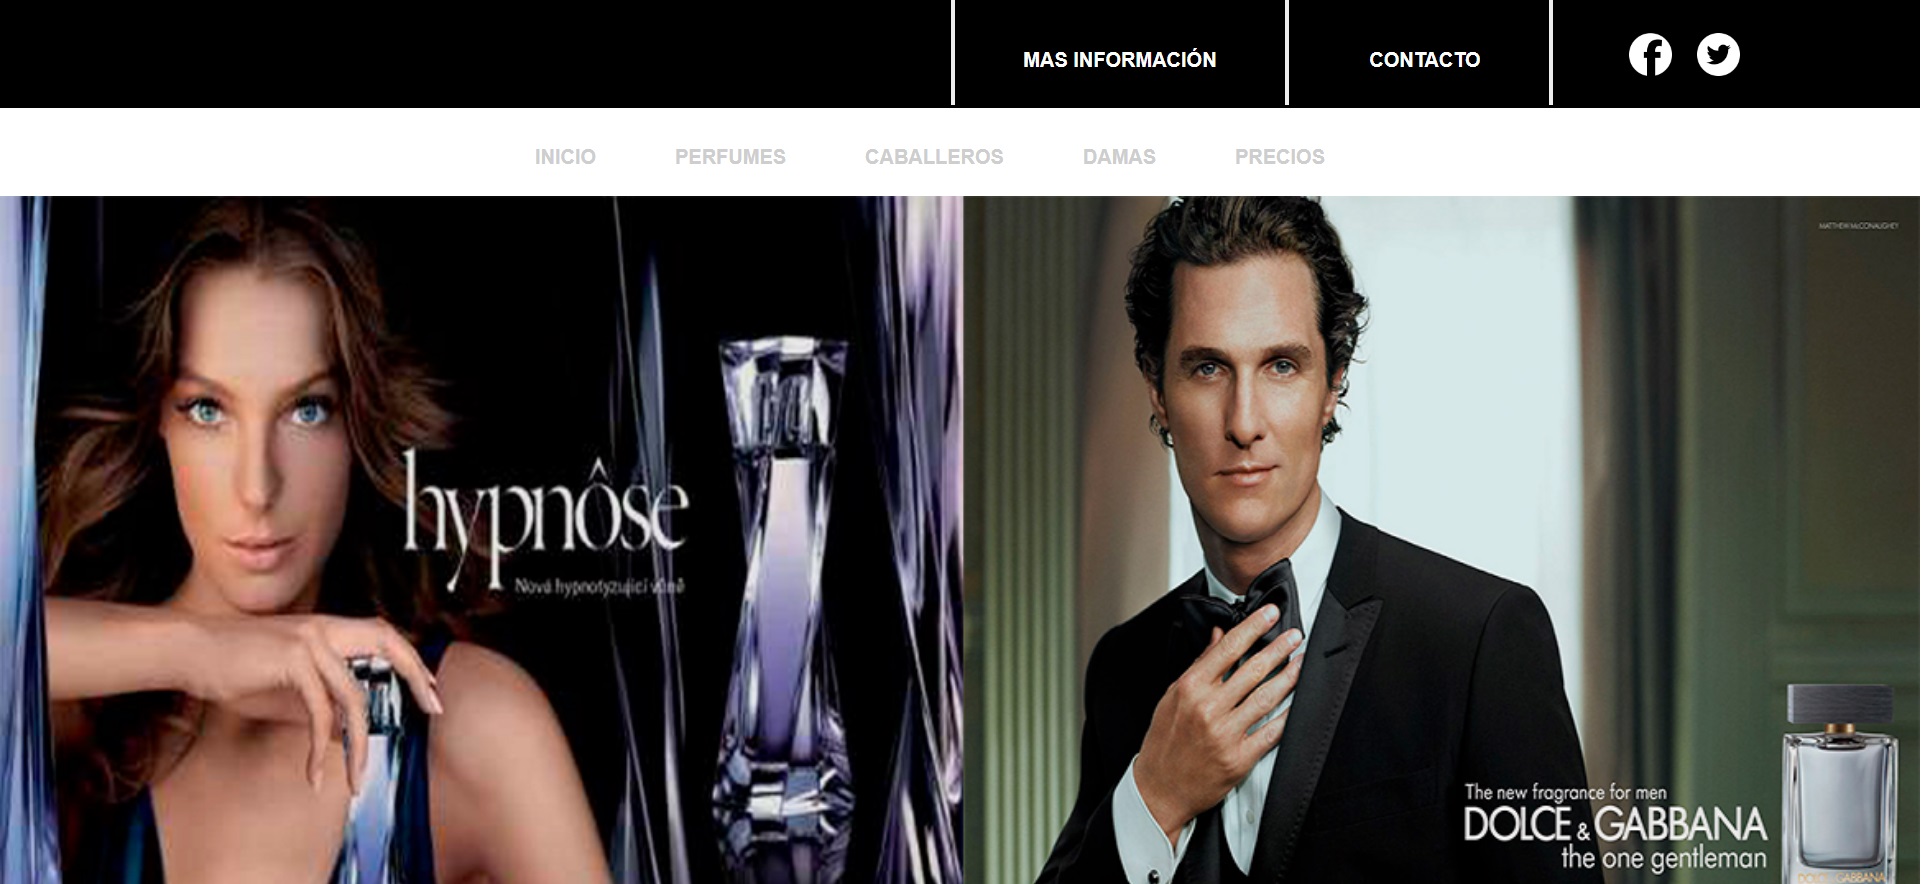 MAS INFORMACIÓN
CONTACTO
INICIO
PERFUMES
CABALLEROS
DAMAS
PRECIOS
hypnôse
Nová hypnotyzující vůně
MATTHEW McCONAUGHEY
The new fragrance for men
DOLCE & GABBANA
the one gentleman
DOLCE & GABBANA